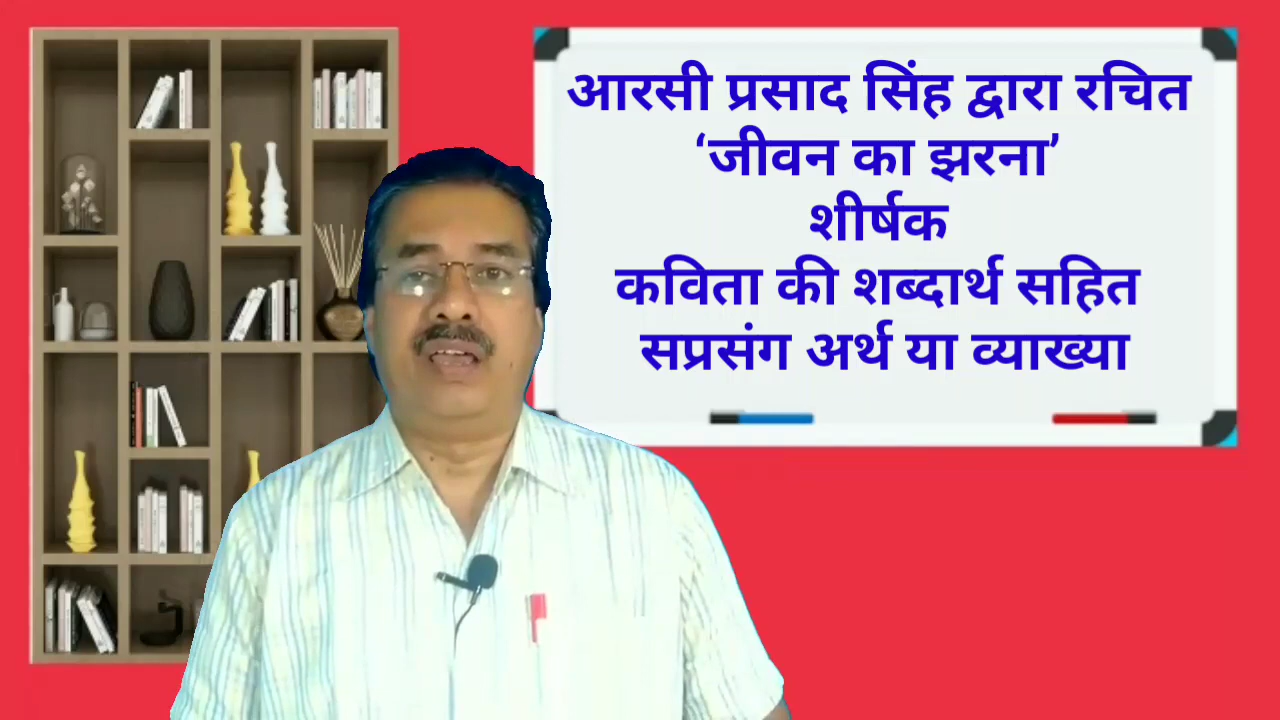 आरसी प्रसाद सिंह द्वारा रचित
‘जीवन का झरना’
शीर्षक
कविता की शब्दार्थ सहित
सप्रसंग अर्थ या व्याख्या